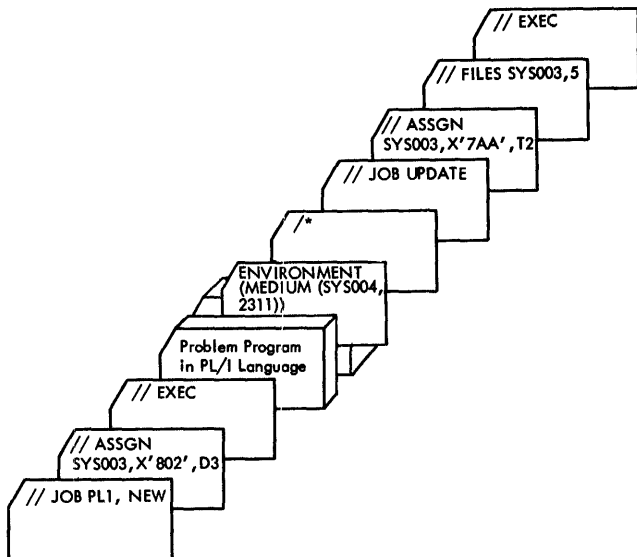 // EXEC
// FILES SYS003,5
// ASSGN
SYS003,X'7AA',T2
// JOB UPDATE
/*
ENVIRONMENT
(MEDIUM (SYS004,
2311))
Problem Program
in PL/I Language
// EXEC
// ASSGN
SYS003,X'802',D3
// JOB PL1, NEW